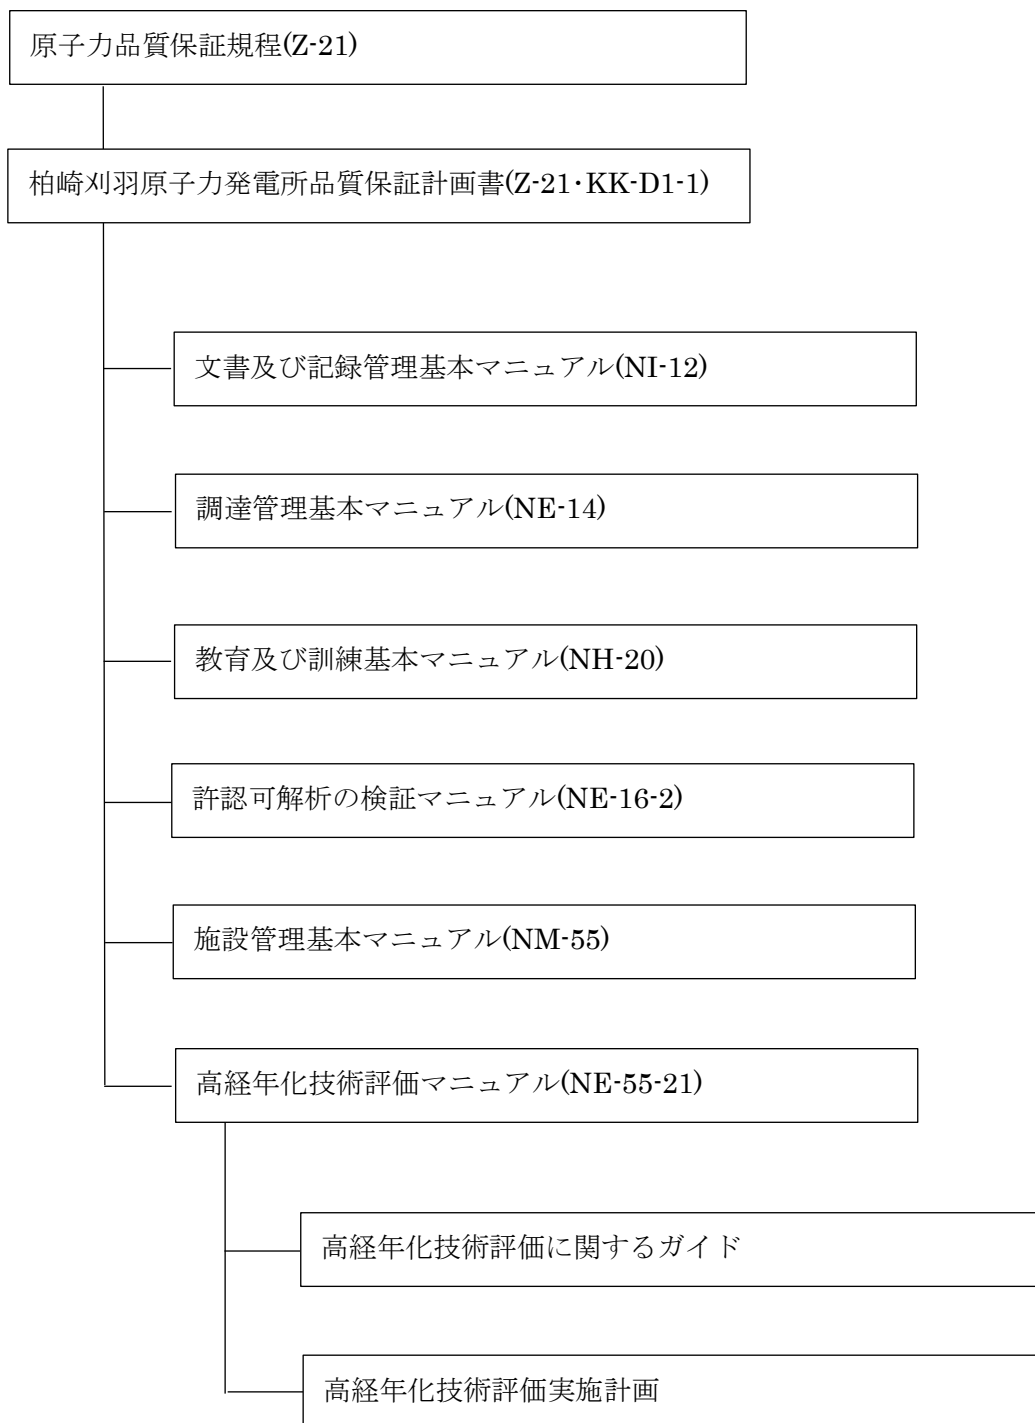 原子力品質保証規程(Z-21)
柏崎刈羽原子力発電所品質保証計画書(Z-21･KK-D1-1)
文書及び記録管理基本マニュアル(NI-12)
調達管理基本マニュアル(NE-14)
教育及び訓練基本マニュアル(NH-20)
許認可解析の検証マニュアル(NE-16-2)
施設管理基本マニュアル(NM-55)
高経年化技術評価マニュアル(NE-55-21)
高経年化技術評価に関するガイド
高経年化技術評価実施計画